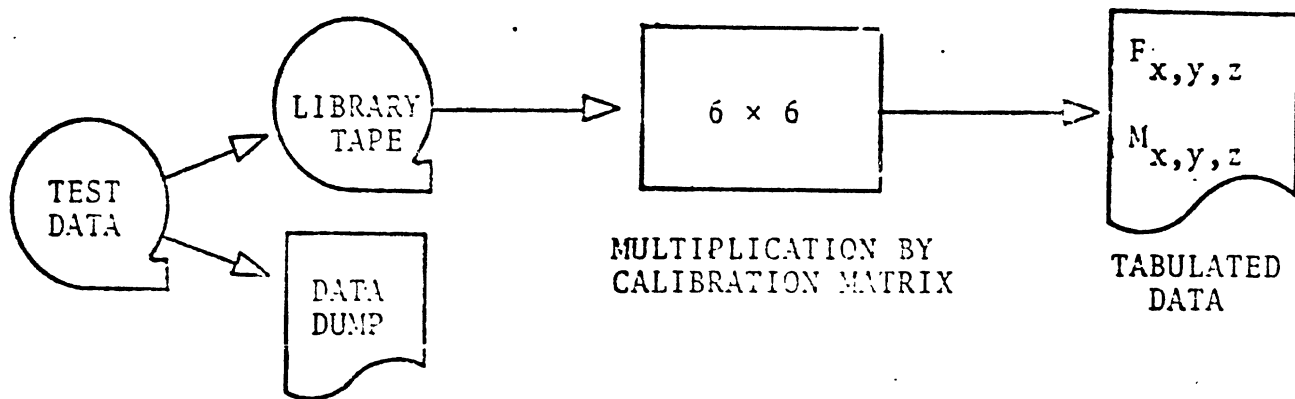 TEST
DATA
LIBRARY
TAPE
DATA
DUMP
6 × 6
MULTIPLICATION BY
CALIBRATION MATRIX
F x,y,z
M x,y,z
TABULATED
DATA